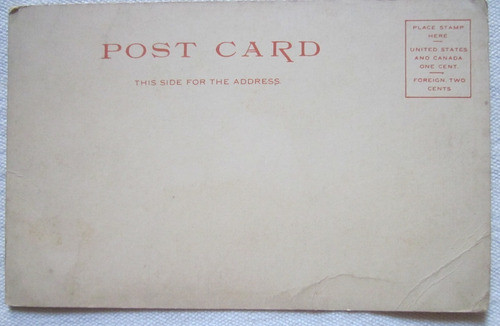 POST CARD
THIS SIDE FOR THE ADDRESS
PLACE STAMP
HERE
UNITED STATES
AND CANADA
ONE CENT
FOREIGN TWO
CENTS